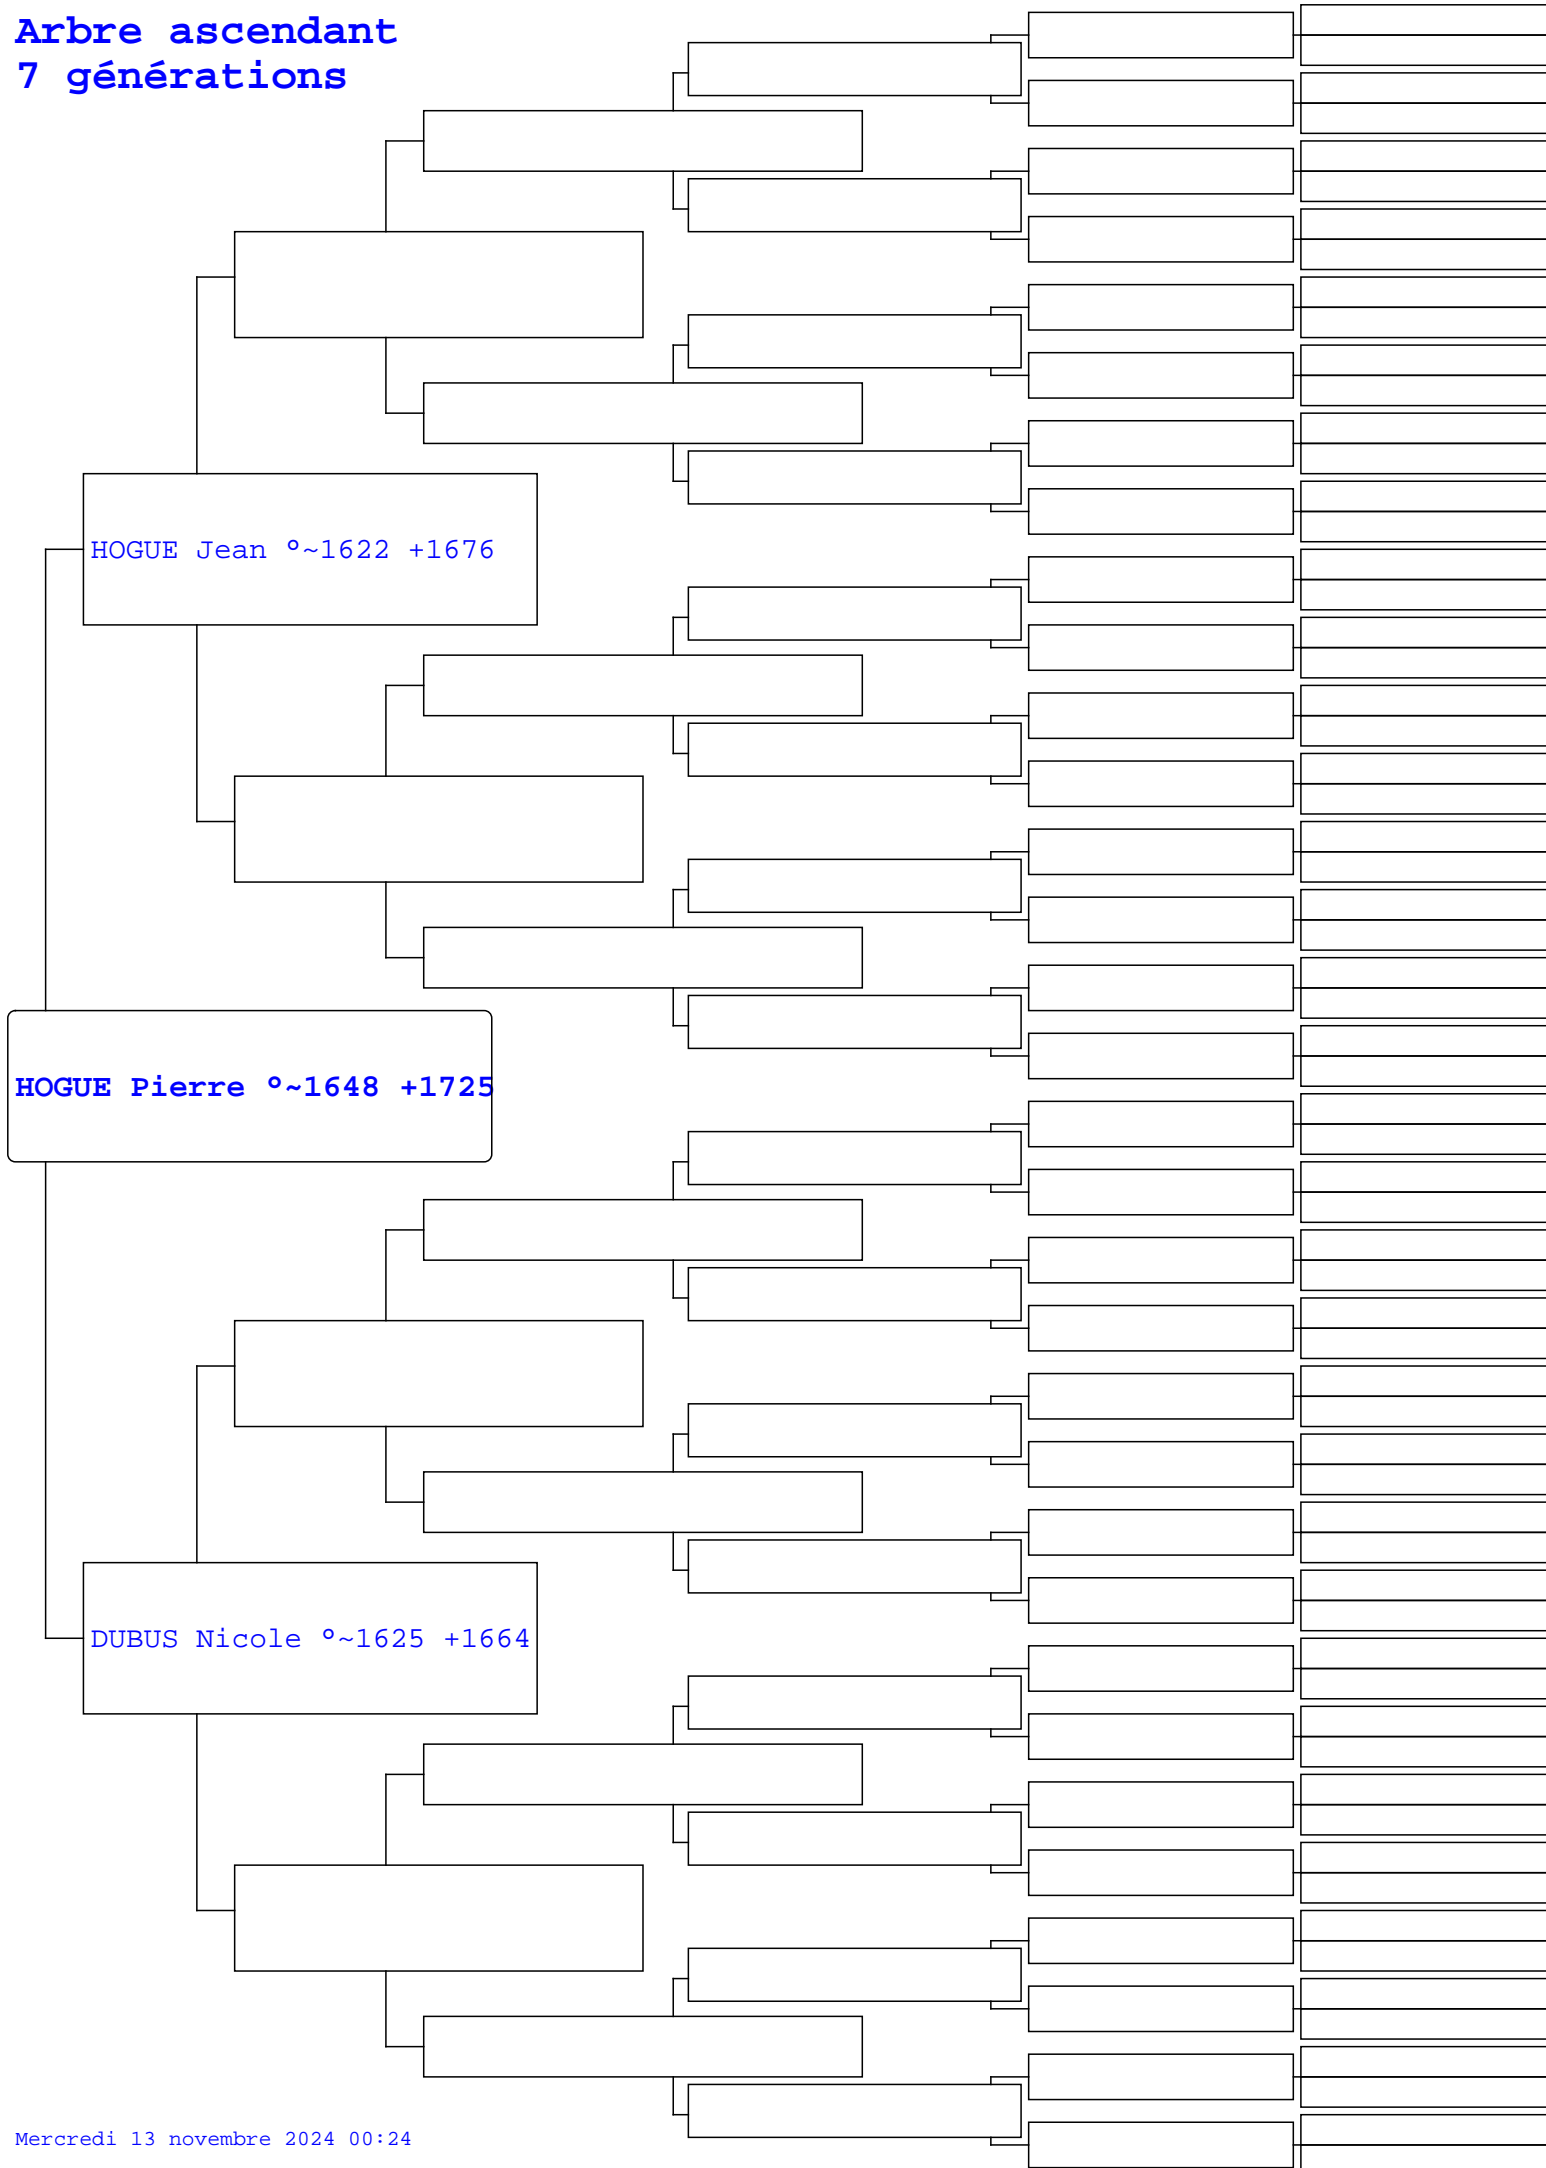 Arbre ascendant
7 générations
HOGUE Jean °~1622 +1676
HOGUE Pierre °~1648 +1725
DUBUS Nicole °~1625 +1664
Mercredi 13 novembre 2024 00:24